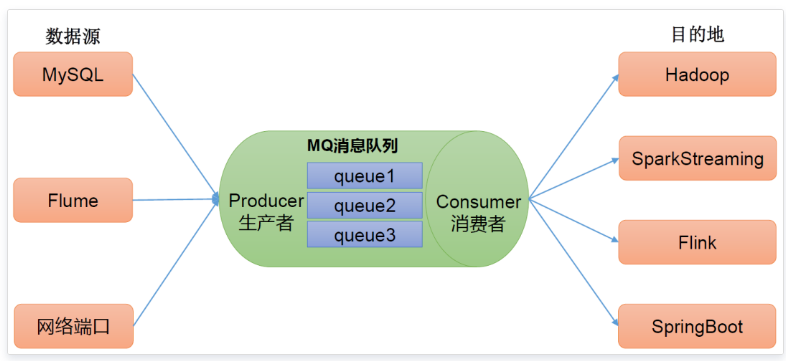 数据源
MySQL
Flume
网络端口
MQ消息队列
Producer
生产者
queue1
queue2
queue3
Consumer
消费者
目的地
Hadoop
SparkStreaming
Flink
SpringBoot